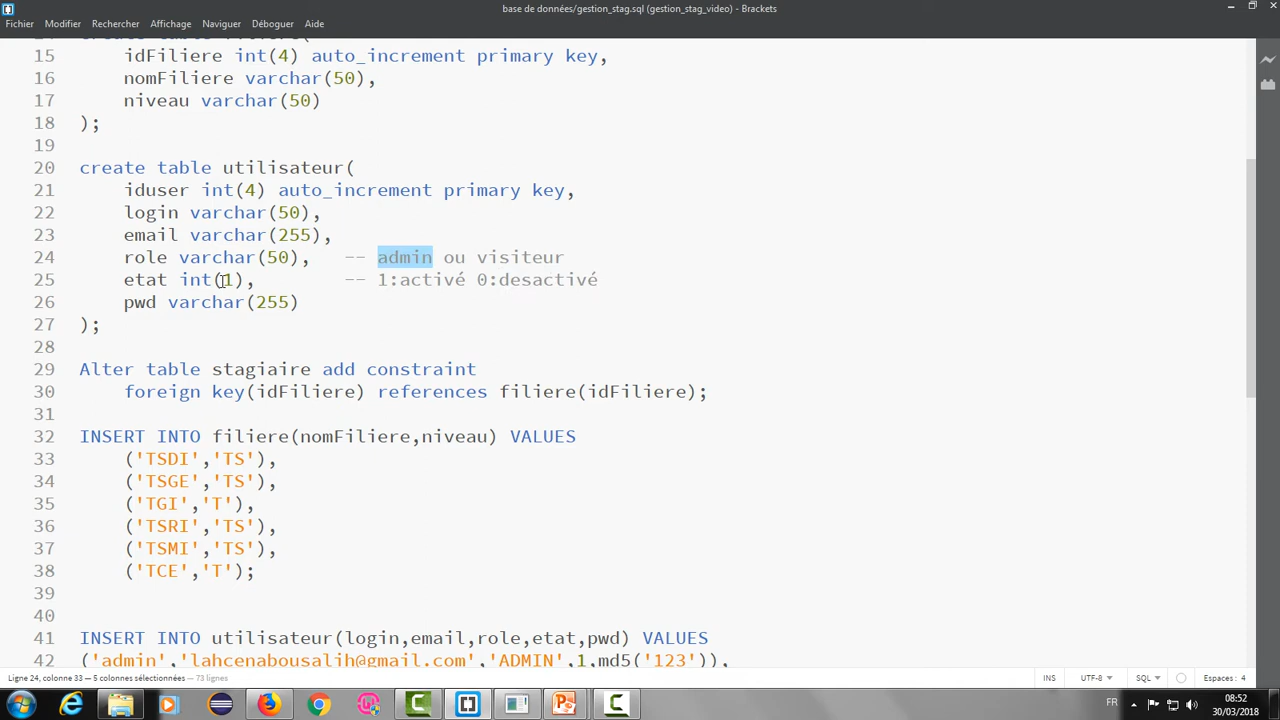 base de données/gestion_stag.sql (gestion_stag_video) - Brackets
Fichier Modifier Rechercher Affichage Naviguer Déboguer Aide
15 idFiliere int(4) auto_increment primary key,
16 nomFiliere varchar(50),
17 niveau varchar(50)
18 );
19
20 create table utilisateur(
21 iduser int(4) auto_increment primary key,
22 login varchar(50),
23 email varchar(255),
24 role varchar(50), -- admin ou visiteur
25 etat int(1), -- 1:activé 0:desactivé
26 pwd varchar(255)
27 );
28
29 Alter table stagiaire add constraint
30 foreign key(idFiliere) references filiere(idFiliere);
31
32 INSERT INTO filiere(nomFiliere,niveau) VALUES
33 ('TSDI','TS'),
34 ('TSGE','TS'),
35 ('TGI','T'),
36 ('TSRI','TS'),
37 ('TSMI','TS'),
38 ('TCE','T');
39
40
41 INSERT INTO utilisateur(login,email,role,etat,pwd) VALUES
42 ('admin','lahcenabousalih@gmail.com','ADMIN',1,md5('123')),
Ligne 24, colonne 33 — 5 colonnes sélectionnées — 73 lignes INS UTF-8 SQL Espaces : 4
FR 08:52
30/03/2018